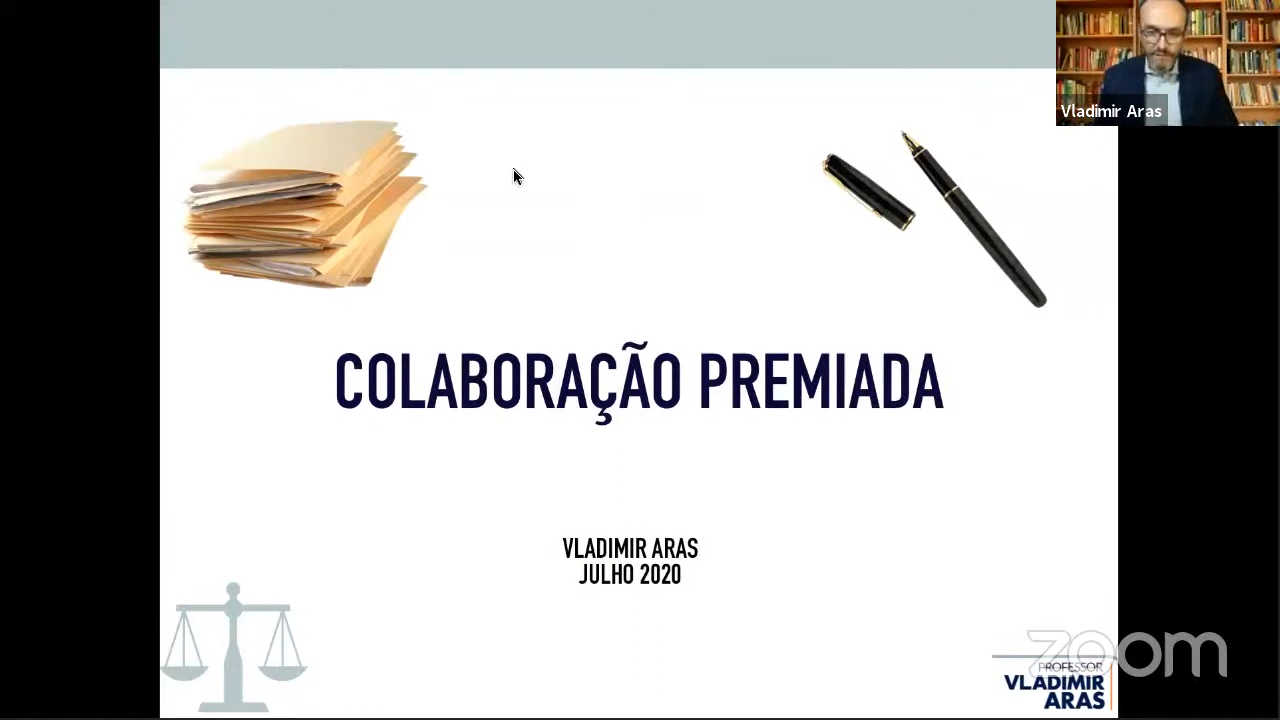 Vladimir Aras
COLABORAÇÃO PREMIADA
VLADIMIR ARAS
JULHO 2020
zoom
PROFESSOR
VLADIMIR
ARAS